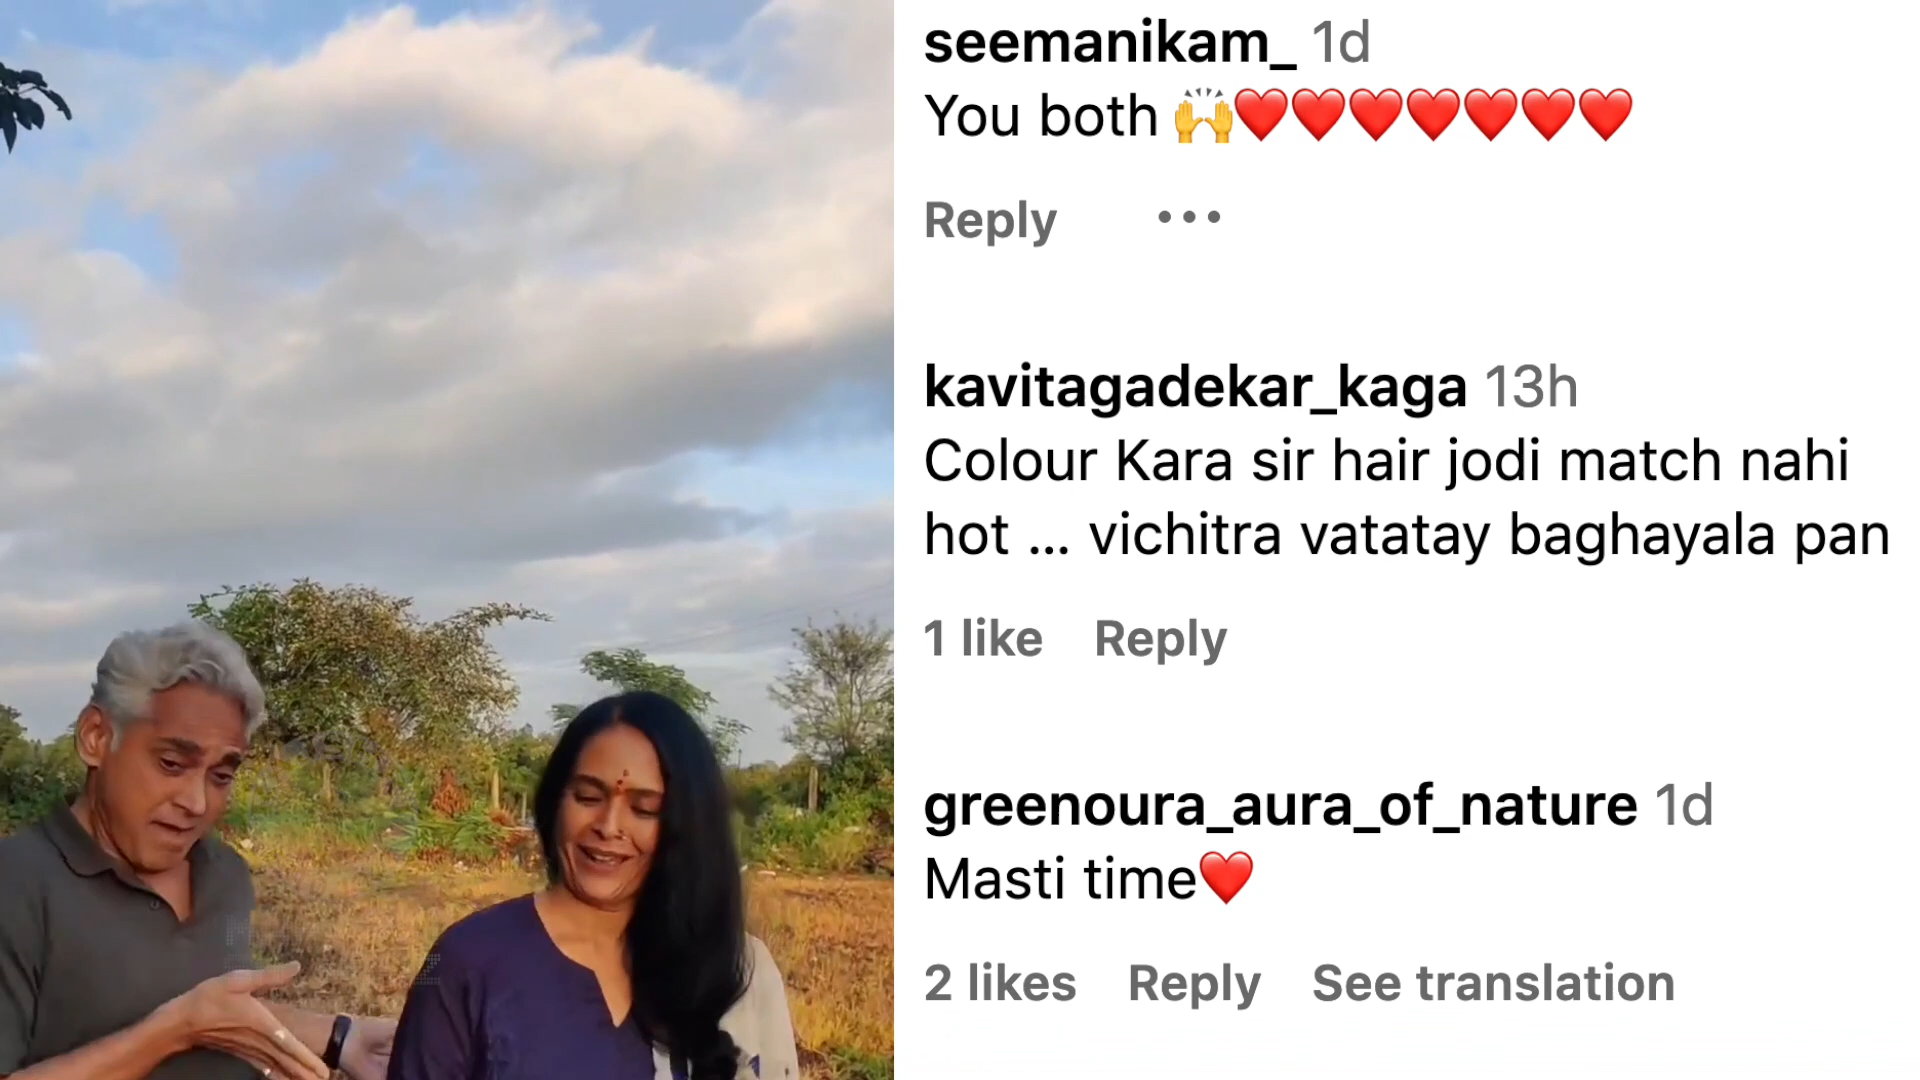 seemanikam_ 1d
You both 🙌❤️❤️❤️❤️❤️❤️❤️
Reply •••
kavitagadekar_kaga 13h
Colour Kara sir hair jodi match nahi
hot ... vichitra vatatay baghayala pan
1 like Reply
greenoura_aura_of_nature 1d
Masti time❤️
2 likes Reply See translation